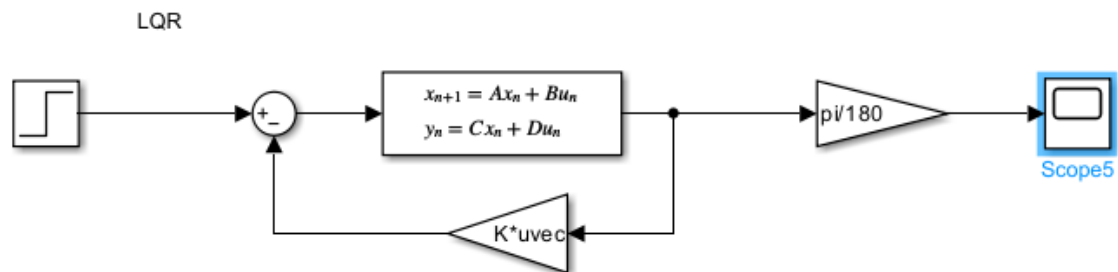 LQR
+
−
xₙ₊₁ = Axₙ + Buₙ
yₙ = Cxₙ + Duₙ
pi/180
Scope5
K*uvec